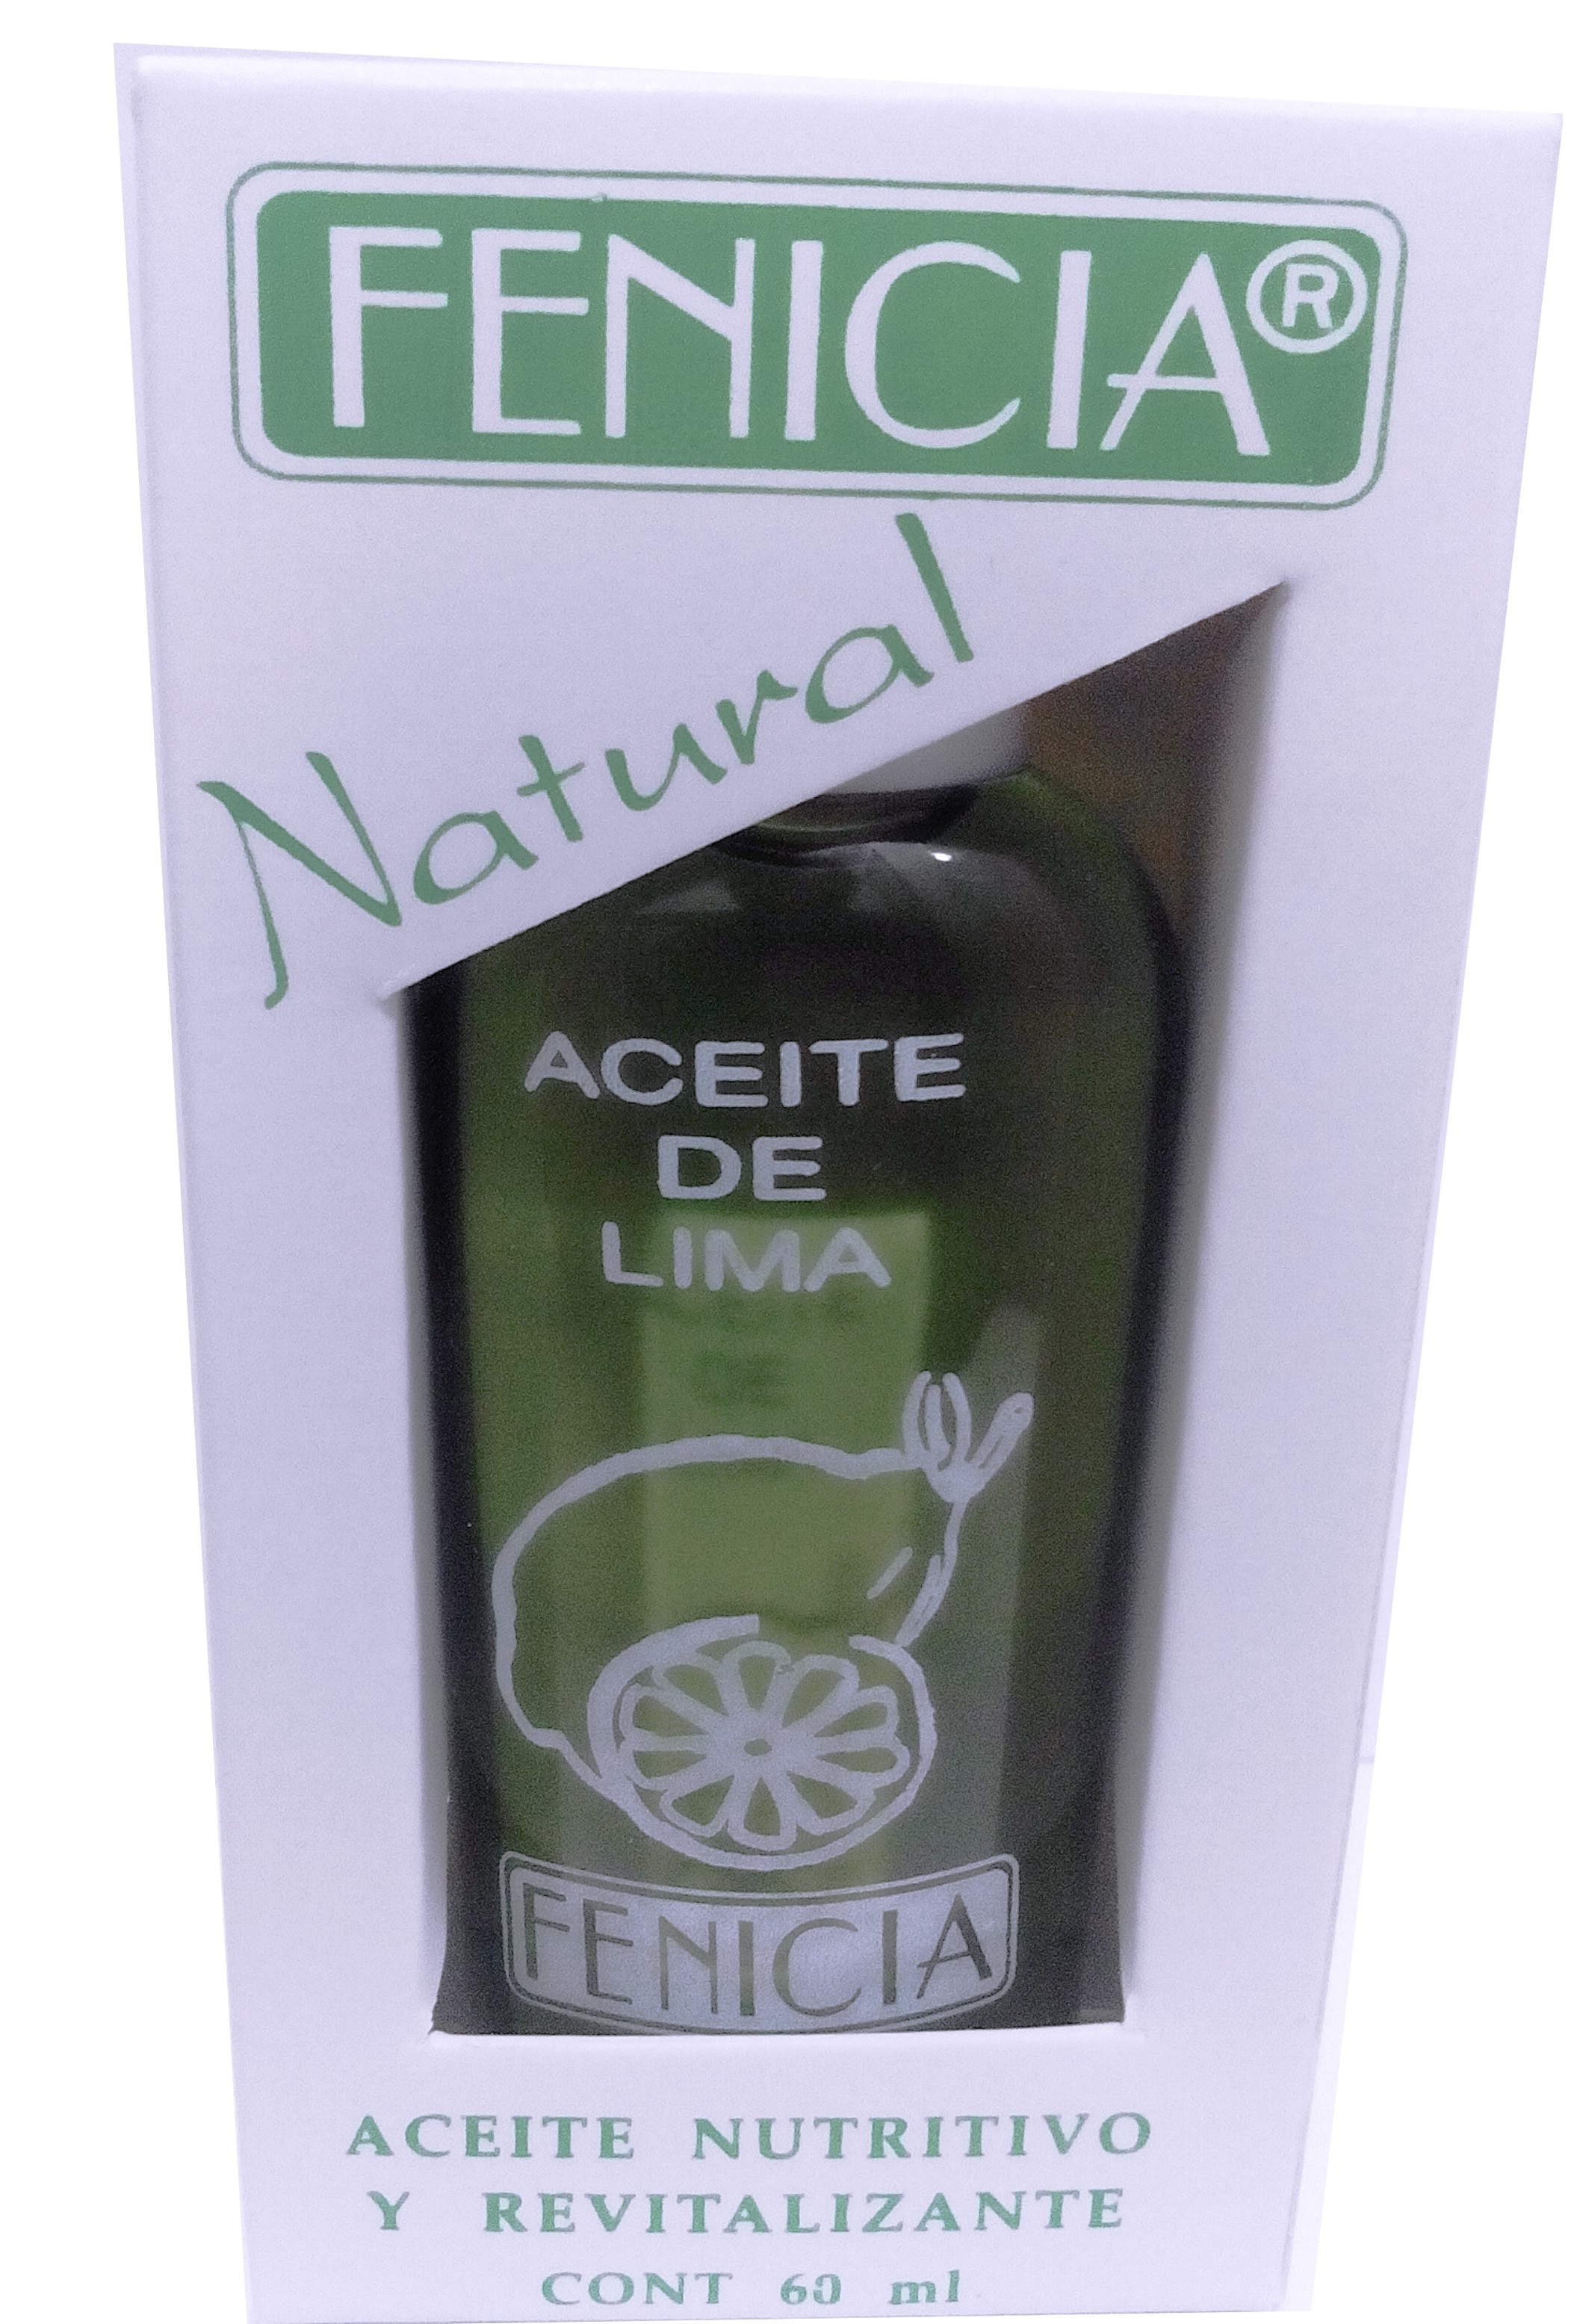 FENICIA®
Natural
ACEITE
DE
LIMA
FENICIA
ACEITE NUTRITIVO
Y REVITALIZANTE
CONT 60 ml